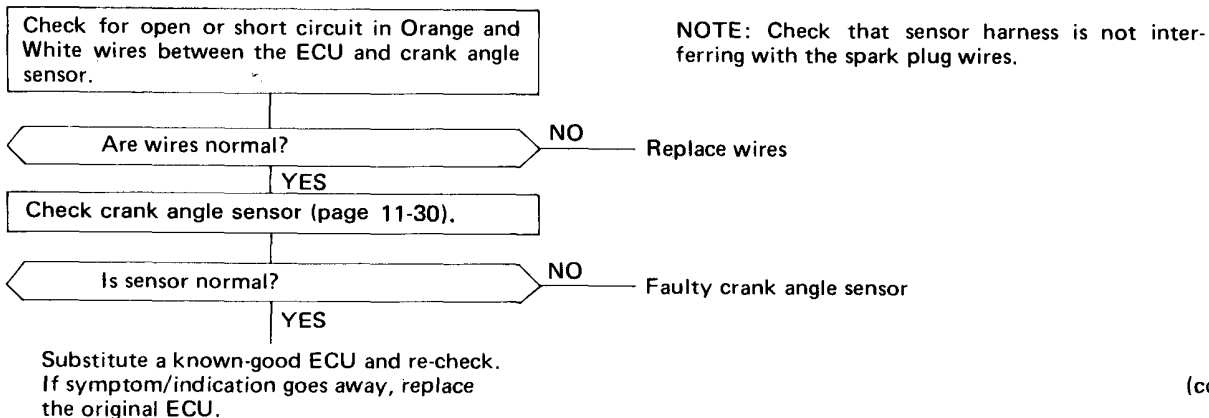 Check for open or short circuit in Orange and
White wires between the ECU and crank angle
sensor.
NOTE: Check that sensor harness is not inter-
ferring with the spark plug wires.
Are wires normal?
NO
Replace wires
YES
Check crank angle sensor (page 11-30).
Is sensor normal?
NO
Faulty crank angle sensor
YES
Substitute a known-good ECU and re-check.
If symptom/indication goes away, replace
the original ECU.